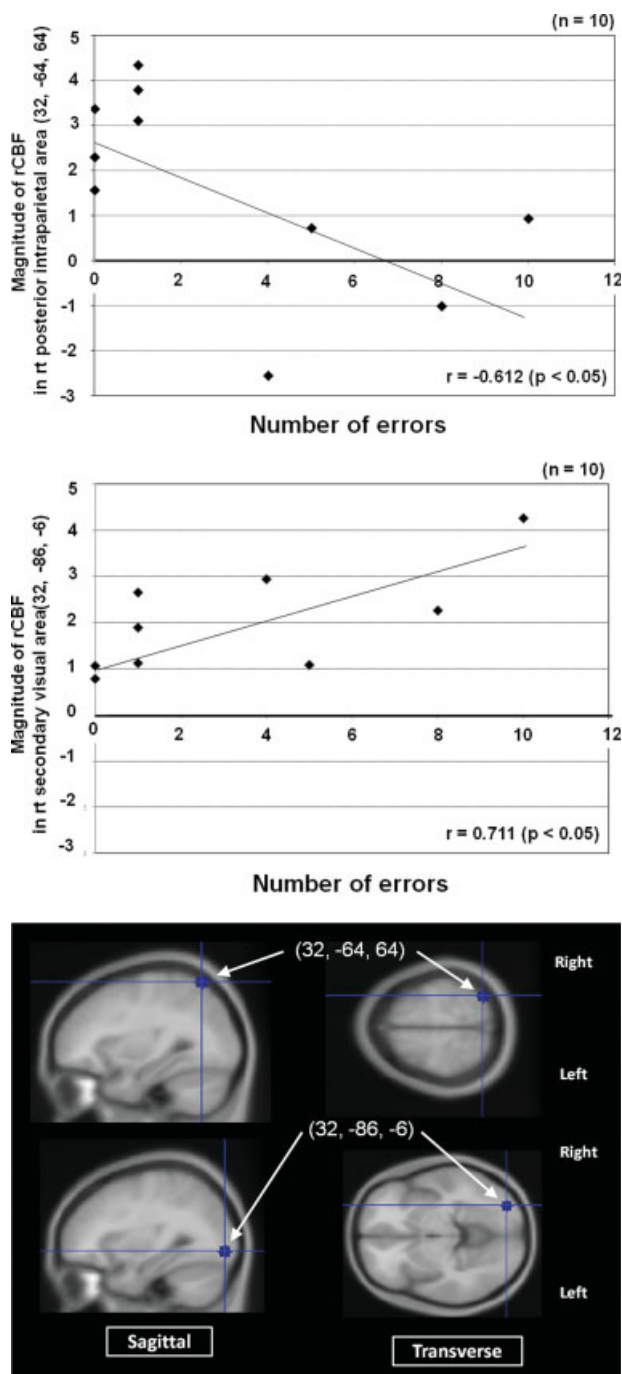 (n = 10)
Magnitude of rCBF
in rt posterior intraparietal area (32, -64, 64)
5
4
3
2
1
0
-1
-2
-3
0 2 4 6 8 10 12
r = -0.612 (p < 0.05)
Number of errors
(n = 10)
Magnitude of rCBF
in rt secondary visual area(32, -86, -6)
5
4
3
2
1
0
-1
-2
-3
0 2 4 6 8 10 12
r = 0.711 (p < 0.05)
Number of errors
(32, -64, 64)
Right
Left
(32, -86, -6)
Right
Left
Sagittal
Transverse